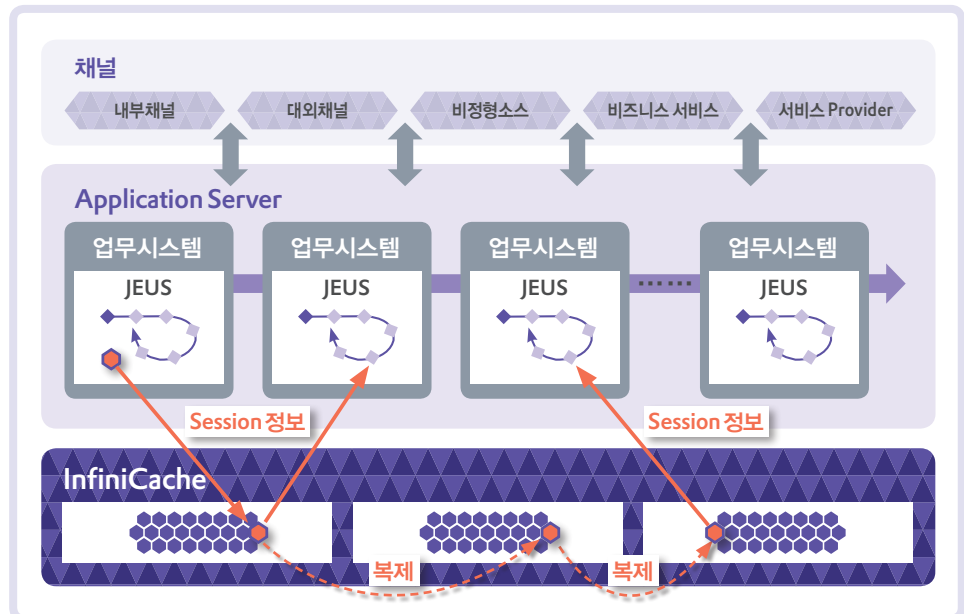 채널
내부채널 대외채널 비정형소스 비즈니스 서비스 서비스 Provider
Application Server
업무시스템 업무시스템 업무시스템 업무시스템
JEUS JEUS JEUS ...... JEUS
Session 정보 Session 정보
InfiniCache
복제 복제